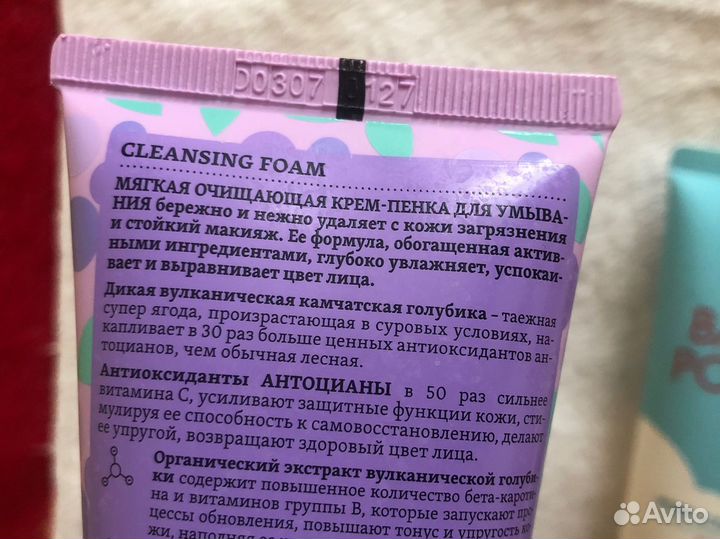 D0307 0127
CLEANSING FOAM
МЯГКАЯ ОЧИЩАЮЩАЯ КРЕМ-ПЕНКА ДЛЯ УМЫВА-
НИЯ бережно и нежно удаляет с кожи загрязнения
и стойкий макияж. Ее формула, обогащенная актив-
ными ингредиентами, глубоко увлажняет, успокаи-
вает и выравнивает цвет лица.
Дикая вулканическая камчатская голубика – таежная
супер ягода, произрастающая в суровых условиях, на-
капливает в 30 раз больше ценных антиоксидантов ан-
тоцианов, чем обычная лесная.
Антиоксиданты АНТОЦИАНЫ в 50 раз сильнее
витамина С, усиливают защитные функции кожи, сти-
мулируя ее способность к самовосстановлению, делают
ее упругой, возвращают здоровый цвет лица.
Органический экстракт вулканической голуби-
ки содержит повышенное количество бета-кароти-
на и витаминов группы В, которые запускают про-
цессы обновления, повышают тонус и упругость ко-
жи, наполняя ее
Avito